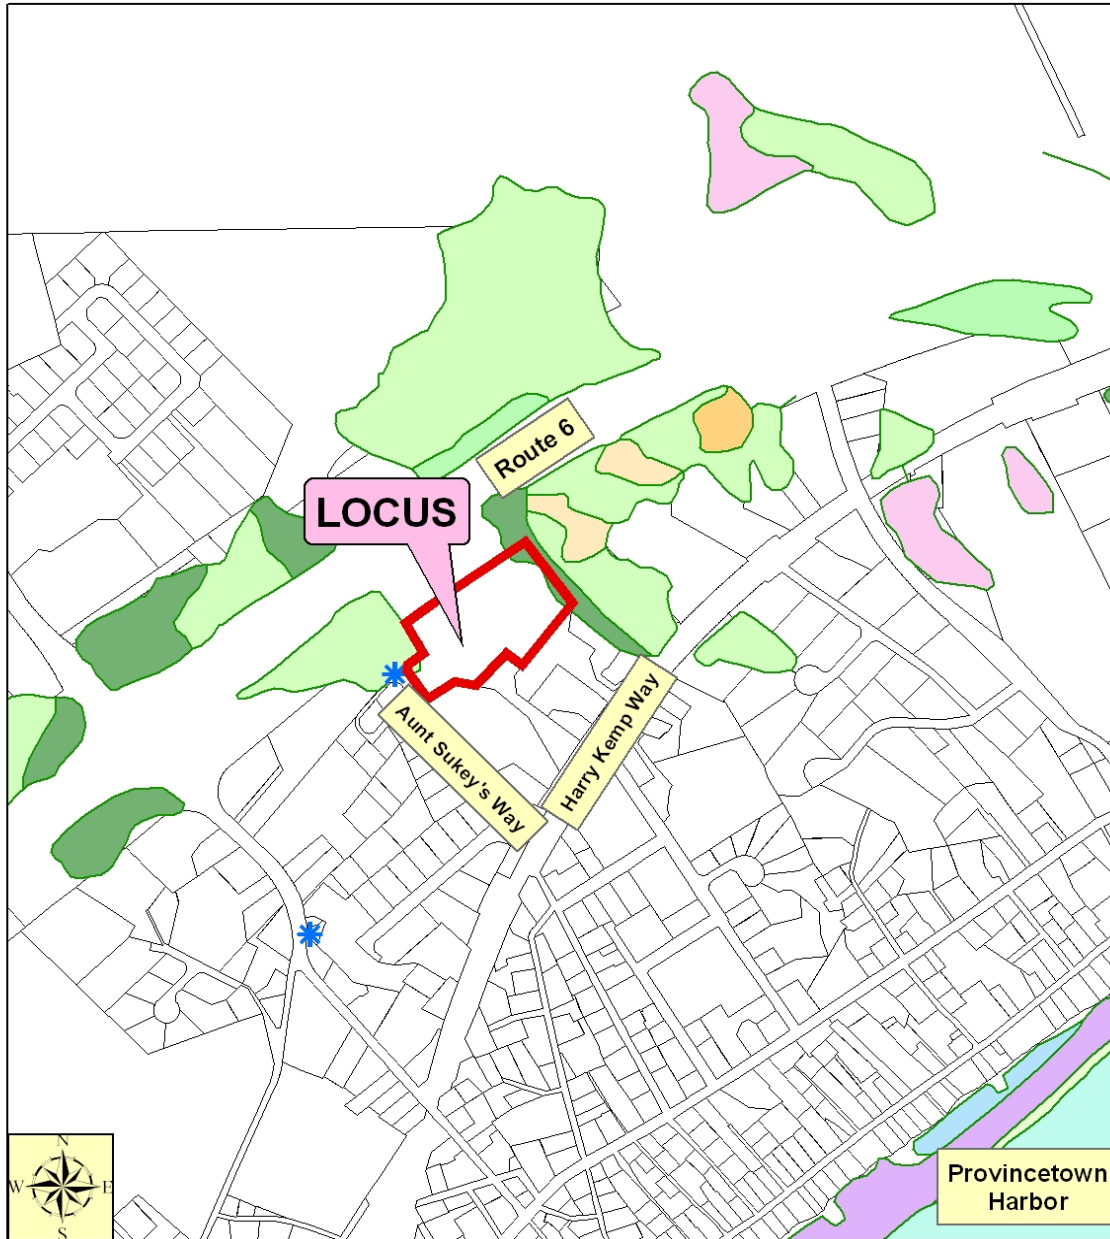 Route 6
LOCUS
Aunt Sukey's Way
Harry Kemp Way
N
W E
S
Provincetown
Harbor